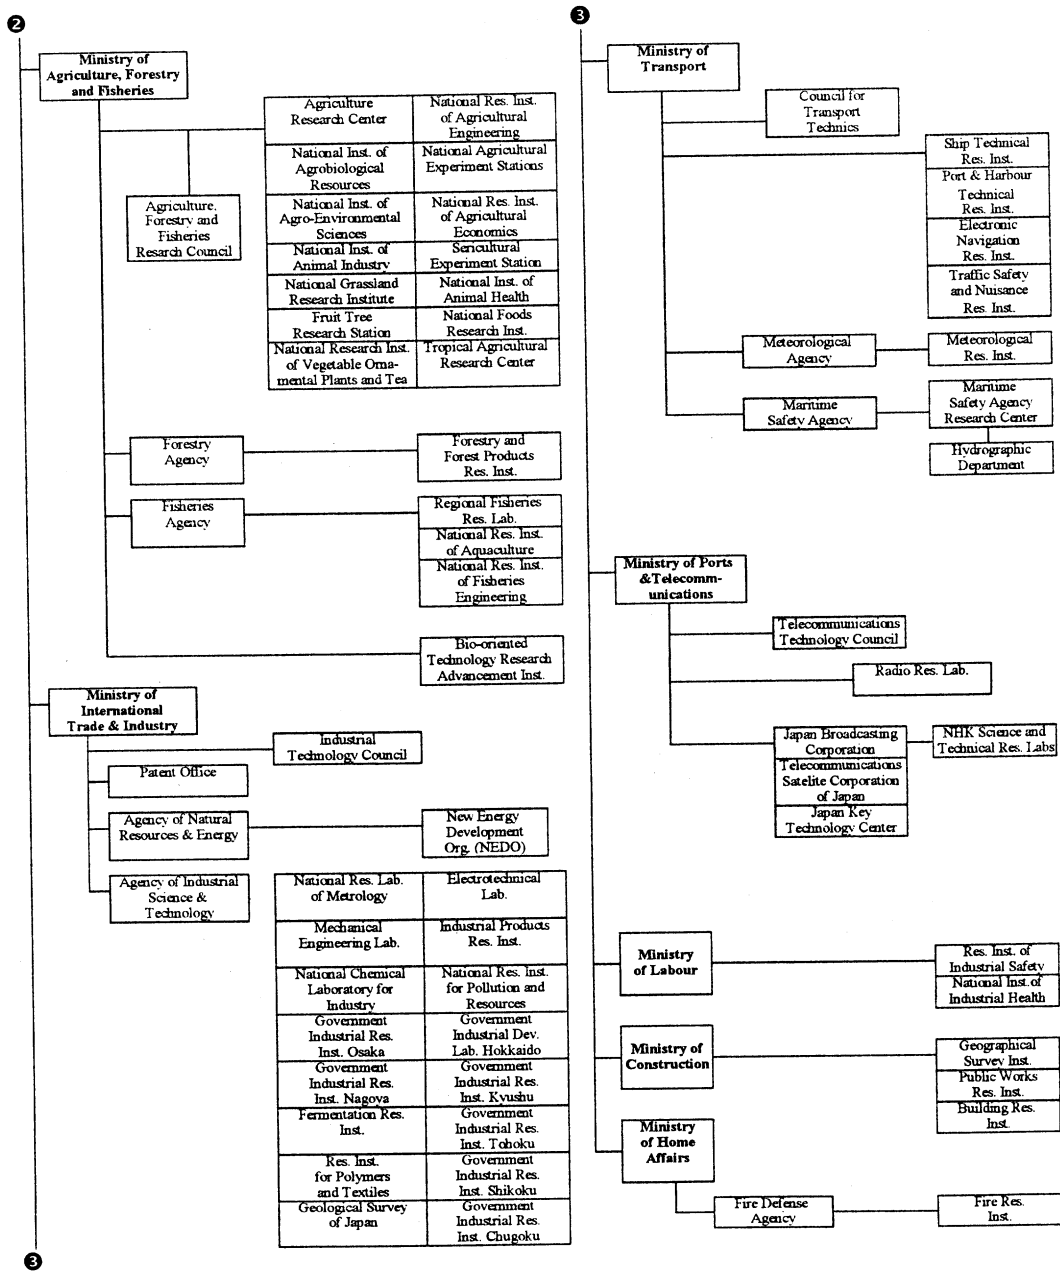 ❷
Ministry of
Agriculture, Forestry
and Fisheries
Agriculture
Research Center
National Res. Inst.
of Agricultural
Engineering
National Inst. of
Agrobiological
Resources
National Agricultural
Experiment Stations
Agriculture,
Forestry and
Fisheries
Resarch Council
National Inst. of
Agro-Environmental
Sciences
National Res. Inst.
of Agricultural
Economics
National Inst. of
Animal Industry
Sericultural
Experiment Station
National Grassland
Research Institute
National Inst. of
Animal Health
Fruit Tree
Research Station
National Foods
Research Inst.
National Research Inst.
of Vegetable Orna-
mental Plants and Tea
Tropical Agricultural
Research Center
Forestry
Agency
Forestry and
Forest Products
Res. Inst.
Fisheries
Agency
Regional Fisheries
Res. Lab.
National Res. Inst.
of Aquaculture
National Res. Inst.
of Fisheries
Engineering
Bio-oriented
Technology Research
Advancement Inst.
Ministry of
International
Trade & Industry
Industrial
Technology Council
Patent Office
Agency of Natural
Resources & Energy
New Energy
Development
Org. (NEDO)
Agency of Industrial
Science &
Technology
National Res. Lab.
of Metrology
Electrotechnical
Lab.
Mechanical
Engineering Lab.
Industrial Products
Res. Inst.
National Chemical
Laboratory for
Industry
National Res. Inst.
for Pollution and
Resources
Government
Industrial Res.
Inst. Osaka
Government
Industrial Dev.
Lab. Hokkaido
Government
Industrial Res.
Inst. Nagoya
Government
Industrial Res.
Inst. Kyushu
Fermentation Res.
Inst.
Government
Industrial Res.
Inst. Tohoku
Res. Inst.
for Polymers
and Textiles
Government
Industrial Res.
Inst. Shikoku
Geological Survey
of Japan
Government
Industrial Res.
Inst. Chugoku
❸
❸
Ministry of
Transport
Council for
Transport
Technics
Ship Technical
Res. Inst.
Port & Harbour
Technical
Res. Inst.
Electronic
Navigation
Res. Inst.
Traffic Safety
and Nuisance
Res. Inst.
Meteorological
Agency
Meteorological
Res. Inst.
Maritime
Safety Agency
Maritime
Safety Agency
Research Center
Hydrographic
Department
Ministry of Ports
&Telecomm-
unications
Telecommunications
Technology Council
Radio Res. Lab.
Japan Broadcasting
Corporation
NHK Science and
Technical Res. Labs
Telecommunications
Satelite Corporation
of Japan
Japan Key
Technology Center
Ministry
of Labour
Res. Inst. of
Industrial Safety
National Inst.of
Industrial Health
Ministry of
Construction
Geographical
Survey Inst.
Public Works
Res. Inst.
Building Res.
Inst.
Ministry
of Home
Affairs
Fire Defense
Agency
Fire Res.
Inst.